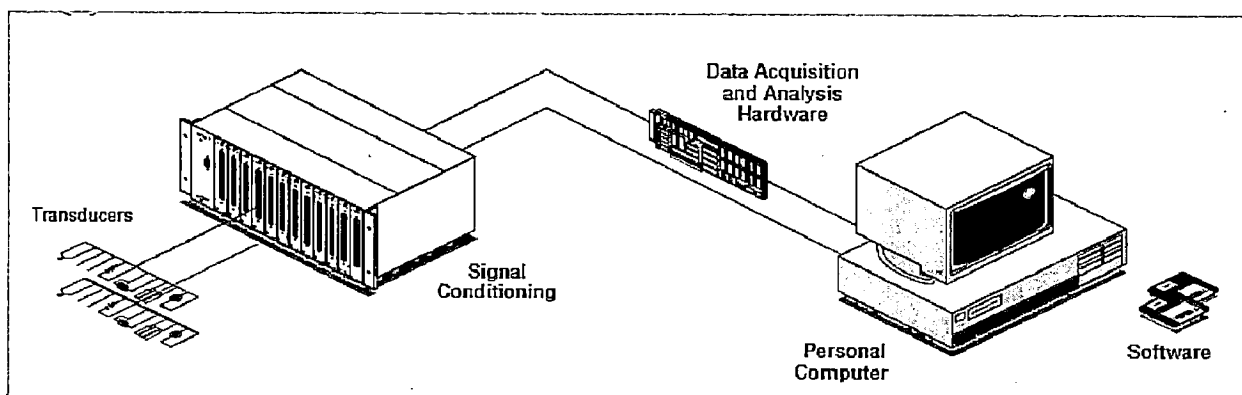 Data Acquisition
and Analysis
Hardware
Transducers
Signal
Conditioning
Personal
Computer
Software